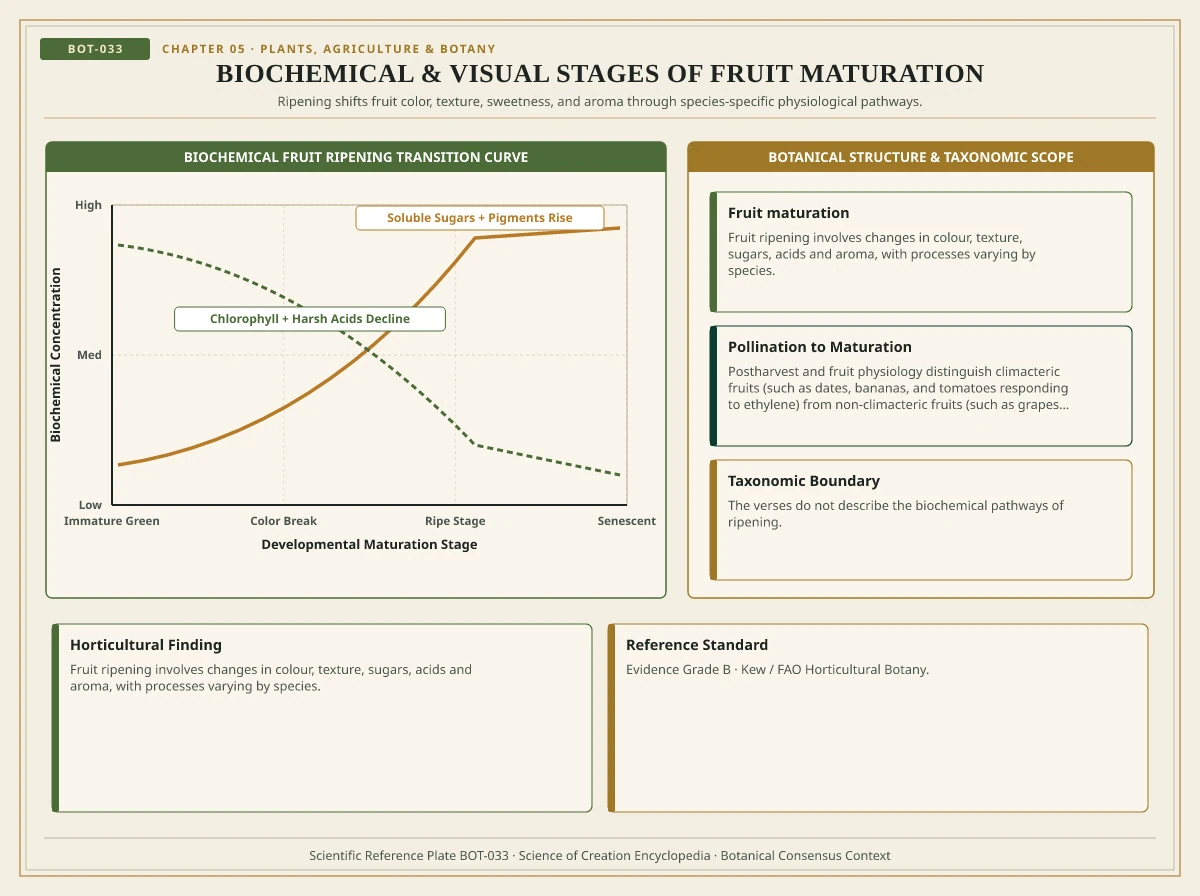 BOT-033
CHAPTER 05 · PLANTS, AGRICULTURE & BOTANY
BIOCHEMICAL & VISUAL STAGES OF FRUIT MATURATION
Ripening shifts fruit color, texture, sweetness, and aroma through species-specific physiological pathways.
BIOCHEMICAL FRUIT RIPENING TRANSITION CURVE
High
Med
Low
Biochemical Concentration
Soluble Sugars + Pigments Rise
Chlorophyll + Harsh Acids Decline
Immature Green
Color Break
Ripe Stage
Senescent
Developmental Maturation Stage
BOTANICAL STRUCTURE & TAXONOMIC SCOPE
Fruit maturation
Fruit ripening involves changes in colour, texture,
sugars, acids and aroma, with processes varying by
species.
Pollination to Maturation
Postharvest and fruit physiology distinguish climacteric
fruits (such as dates, bananas, and tomatoes responding
to ethylene) from non-climacteric fruits (such as grapes...
Taxonomic Boundary
The verses do not describe the biochemical pathways of
ripening.
Horticultural Finding
Fruit ripening involves changes in colour, texture, sugars, acids and
aroma, with processes varying by species.
Reference Standard
Evidence Grade B · Kew / FAO Horticultural Botany.
Scientific Reference Plate BOT-033 · Science of Creation Encyclopedia · Botanical Consensus Context